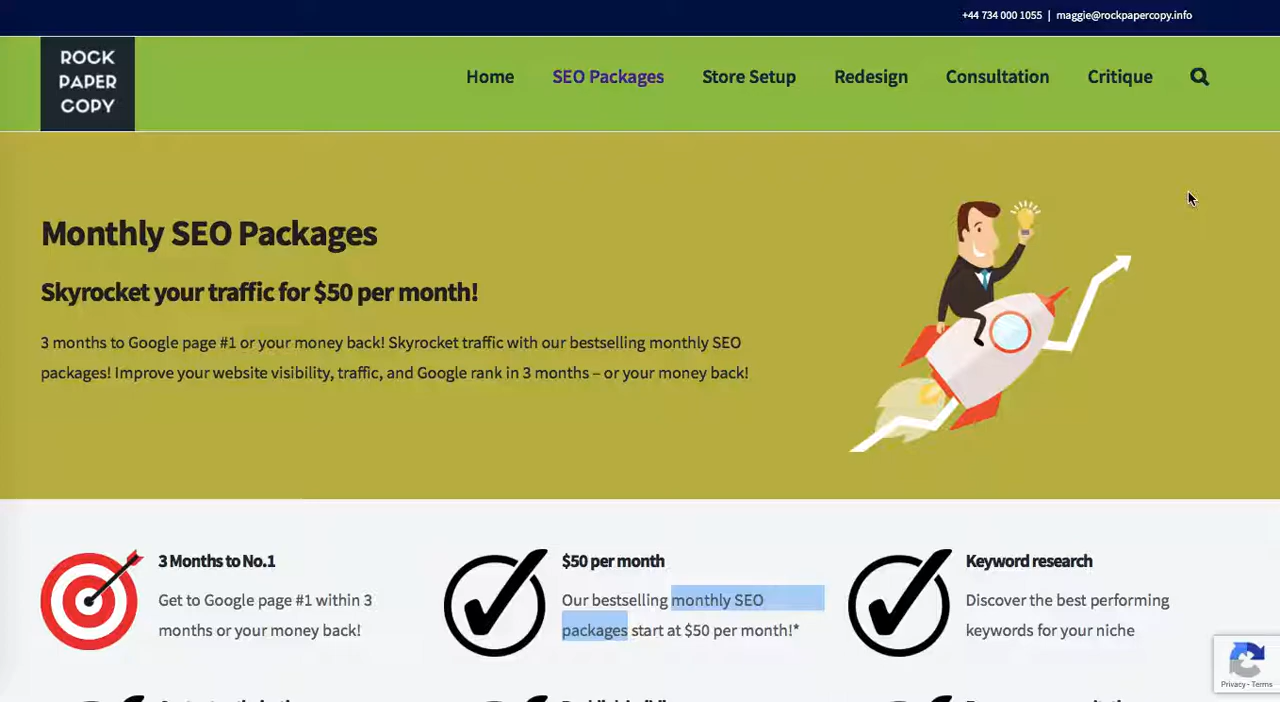 +44 734 000 1055 | maggie@rockpapercopy.info
ROCK
PAPER
COPY
Home SEO Packages Store Setup Redesign Consultation Critique
Monthly SEO Packages
Skyrocket your traffic for $50 per month!
3 months to Google page #1 or your money back! Skyrocket traffic with our bestselling monthly SEO
packages! Improve your website visibility, traffic, and Google rank in 3 months – or your money back!
3 Months to No.1
Get to Google page #1 within 3
months or your money back!
$50 per month
Our bestselling monthly SEO
packages start at $50 per month!*
Keyword research
Discover the best performing
keywords for your niche
Privacy - Terms